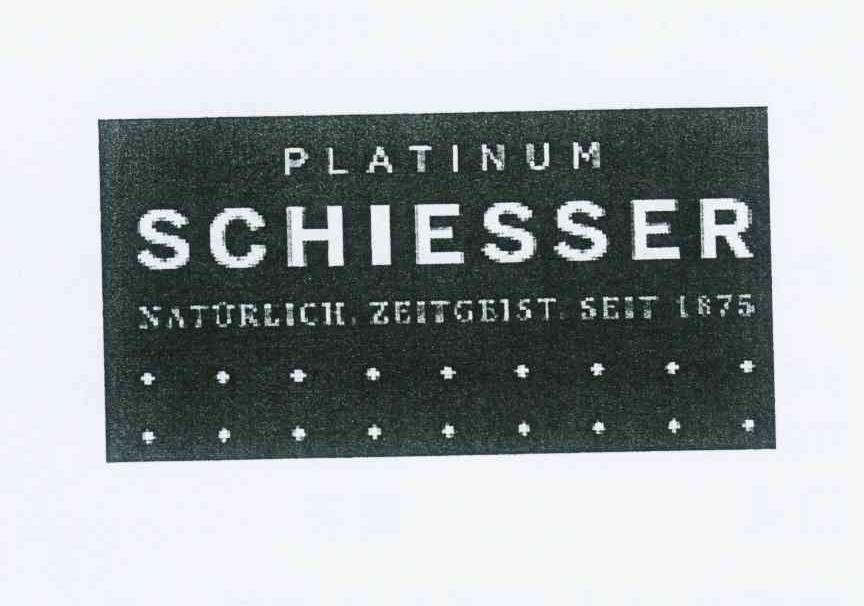 PLATINUM
SCHIESSER
NATÜRLICH. ZEITGEIST. SEIT 1875